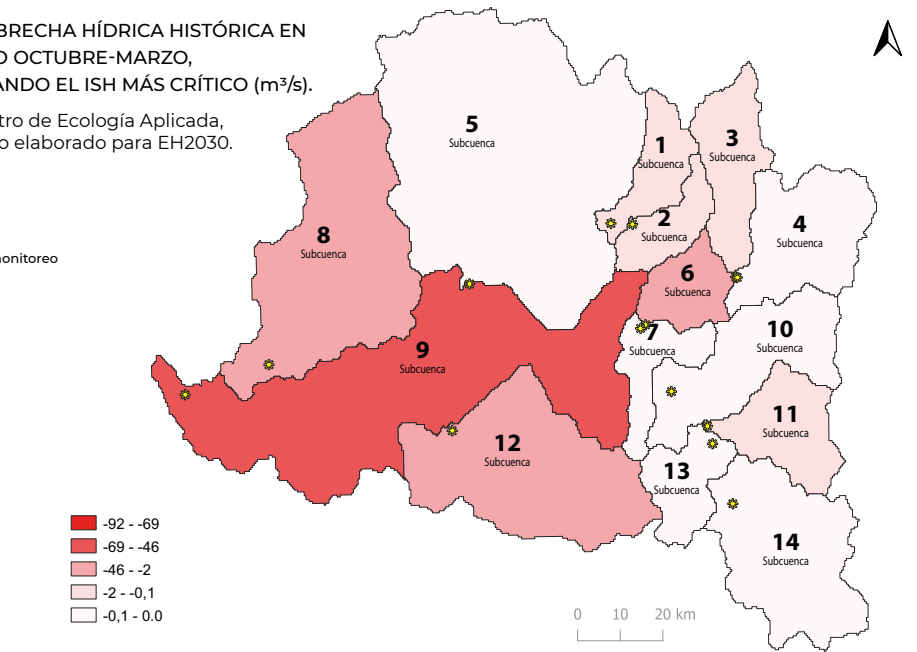 BRECHA HÍDRICA HISTÓRICA EN
OCTUBRE-MARZO,
EL ISH MÁS CRÍTICO (m³/s).
de Ecología Aplicada,
elaborado para EH2030.
5
Subcuenca
1
Subcuenca
3
Subcuenca
2
Subcuenca
4
Subcuenca
8
Subcuenca
6
Subcuenca
7
Subcuenca
10
Subcuenca
9
Subcuenca
11
Subcuenca
12
Subcuenca
13
Subcuenca
14
Subcuenca
-92 - -69
-69 - -46
-46 - -2
-2 - -0,1
-0,1 - 0.0
0 10 20 km